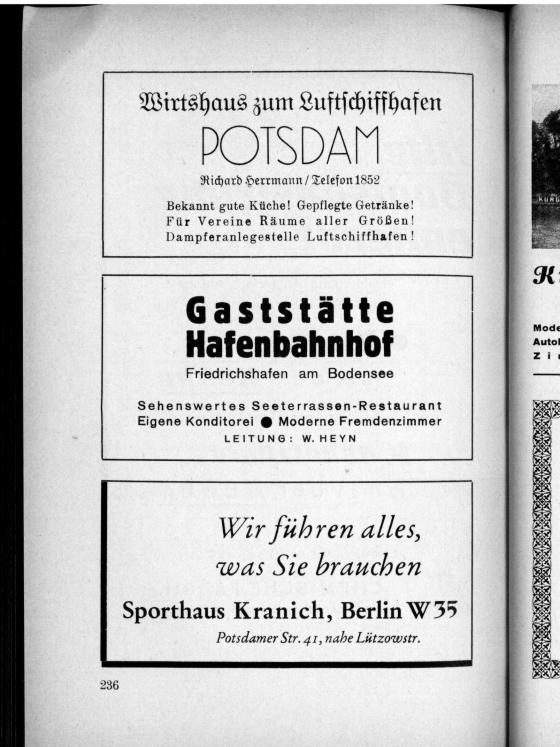 Wirtshaus zum Luftschiffhafen
POTSDAM
Richard Herrmann / Telefon 1852
Bekannt gute Küche! Gepflegte Getränke!
Für Vereine Räume aller Größen!
Dampferanlegestelle Luftschiffhafen!
Gaststätte
Hafenbahnhof
Friedrichshafen am Bodensee
Sehenswertes Seeterrassen-Restaurant
Eigene Konditorei ● Moderne Fremdenzimmer
LEITUNG: W. HEYN
Wir führen alles,
was Sie brauchen
Sporthaus Kranich, Berlin W 35
Potsdamer Str. 41, nahe Lützowstr.
236